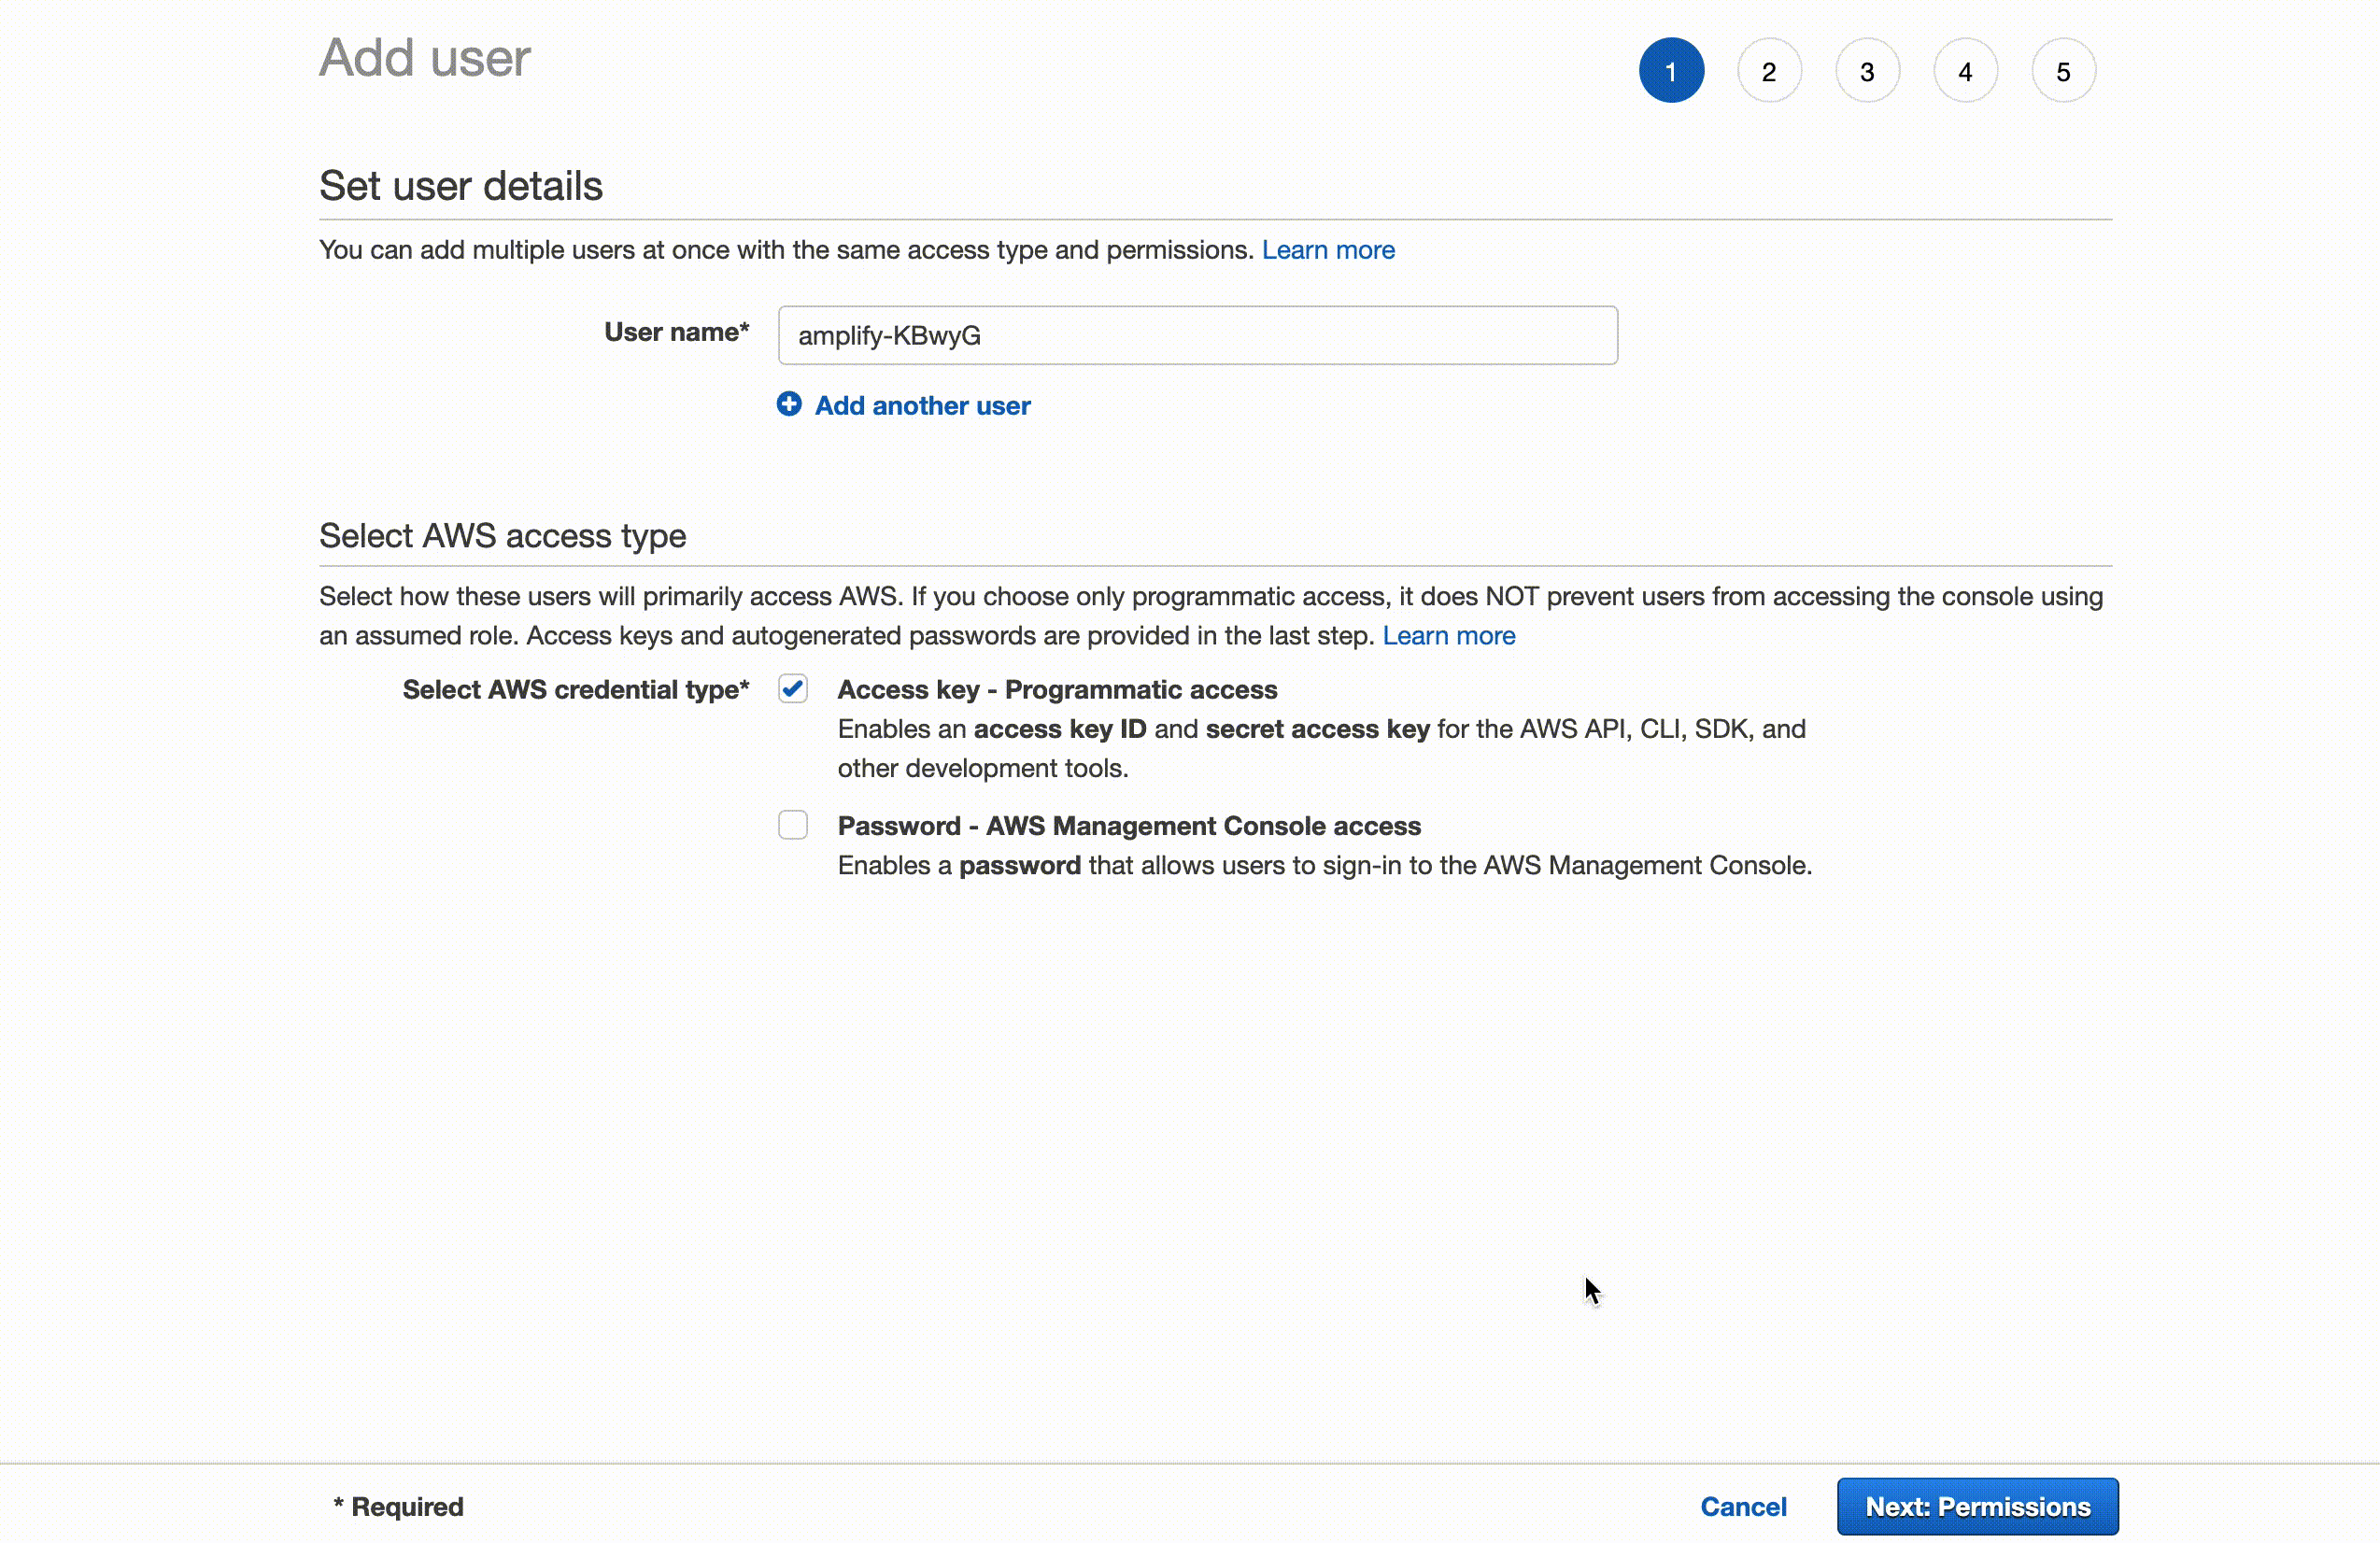 Add user
1 2 3 4 5
Set user details
You can add multiple users at once with the same access type and permissions. Learn more
User name* amplify-KBwyG
Add another user
Select AWS access type
Select how these users will primarily access AWS. If you choose only programmatic access, it does NOT prevent users from accessing the console using
an assumed role. Access keys and autogenerated passwords are provided in the last step. Learn more
Select AWS credential type* Access key - Programmatic access
Enables an access key ID and secret access key for the AWS API, CLI, SDK, and
other development tools.
Password - AWS Management Console access
Enables a password that allows users to sign-in to the AWS Management Console.
* Required Cancel Next: Permissions